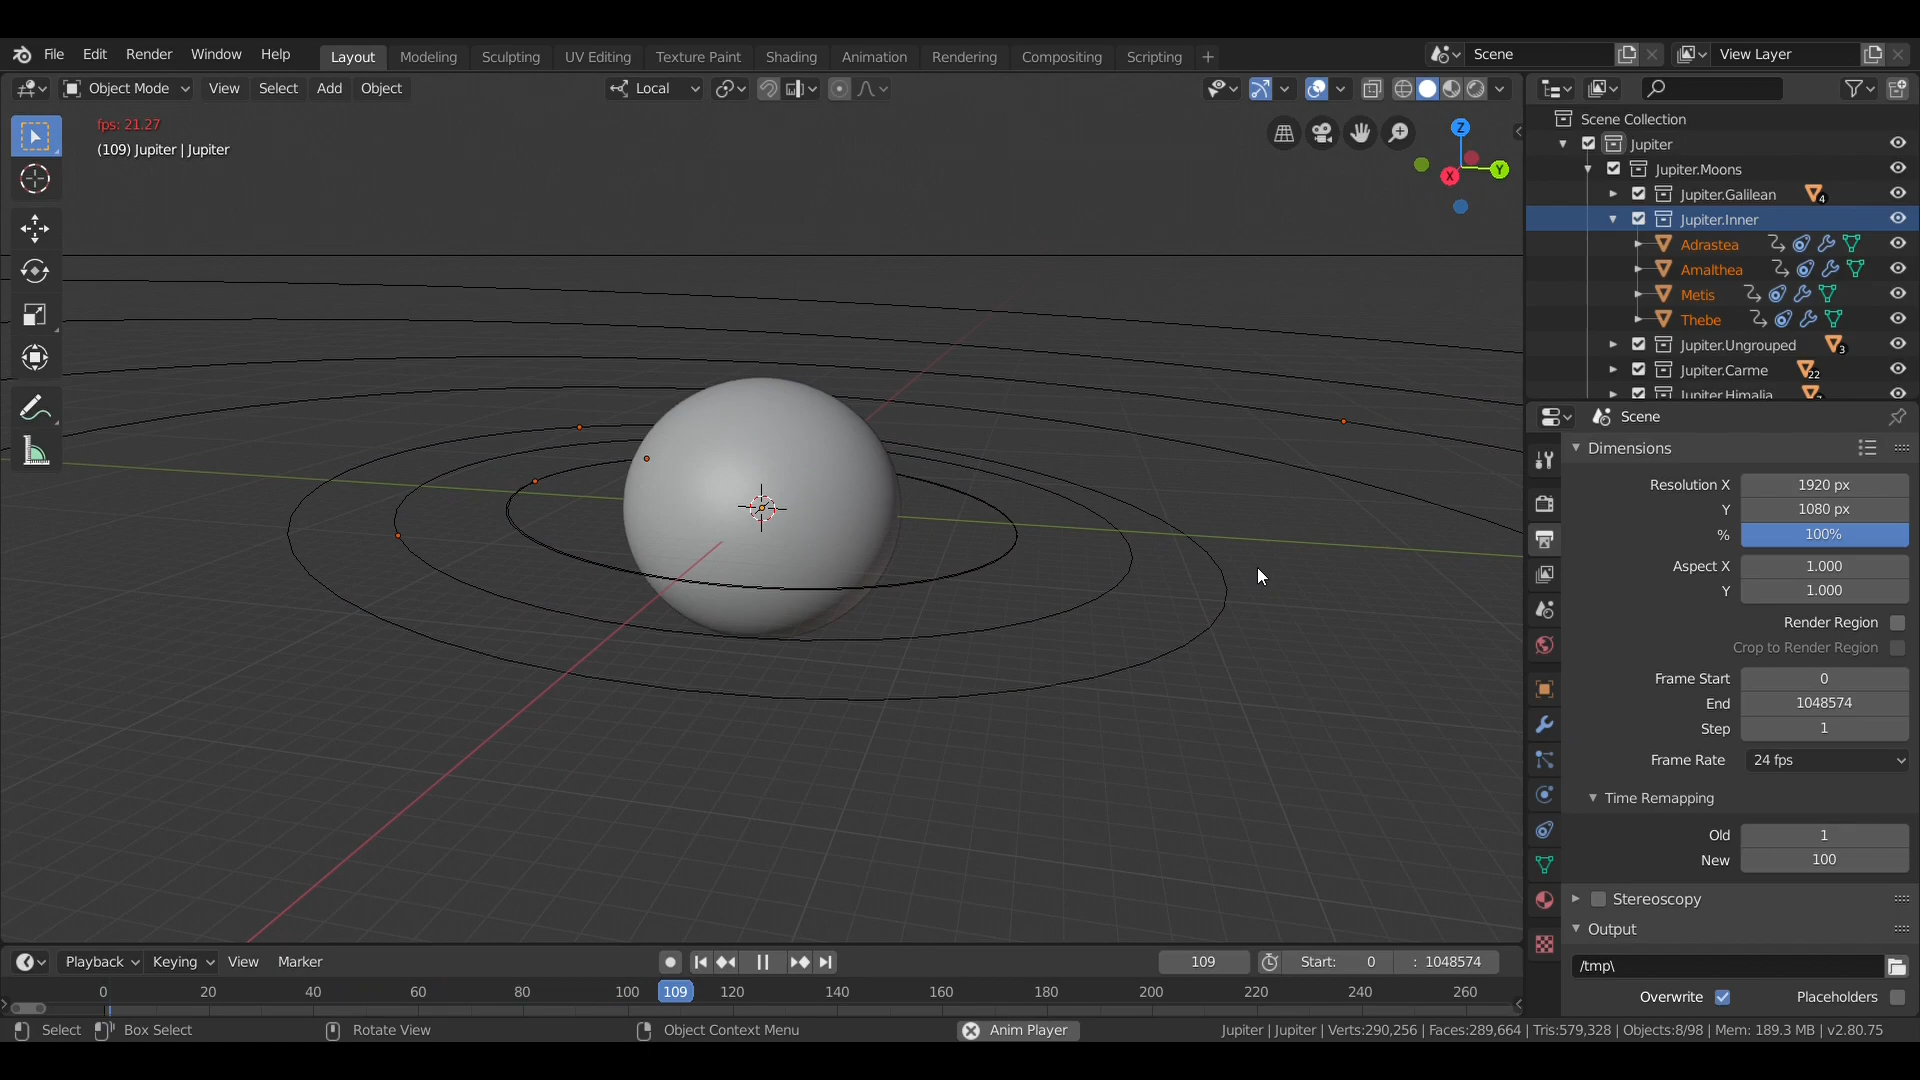 File Edit Render Window Help Layout Modeling Sculpting UV Editing Texture Paint Shading Animation Rendering Compositing Scripting + Scene View Layer
Object Mode View Select Add Object Local
fps: 21.27
(109) Jupiter | Jupiter
Z
Y
X
Scene Collection
Jupiter
Jupiter.Moons
Jupiter.Galilean 4
Jupiter.Inner
Adrastea
Amalthea
Metis
Thebe
Jupiter.Ungrouped 3
Jupiter.Carme 22
Jupiter.Himalia
Scene
Dimensions
Resolution X 1920 px
Y 1080 px
% 100%
Aspect X 1.000
Y 1.000
Render Region
Crop to Render Region
Frame Start 0
End 1048574
Step 1
Frame Rate 24 fps
Time Remapping
Old 1
New 100
Stereoscopy
Output
/tmp\
Overwrite Placeholders
Playback Keying View Marker 109 Start: 0 : 1048574
0 20 40 60 80 100 109 120 140 160 180 200 220 240 260
Select Box Select Rotate View Object Context Menu Anim Player Jupiter | Jupiter | Verts:290,256 | Faces:289,664 | Tris:579,328 | Objects:8/98 | Mem: 189.3 MB | v2.80.75